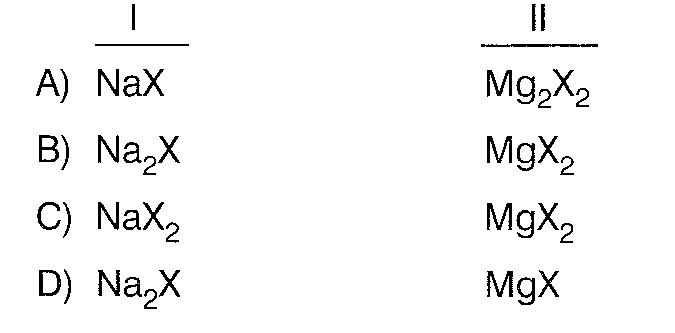 I II
A) NaX Mg₂X₂
B) Na₂X MgX₂
C) NaX₂ MgX₂
D) Na₂X MgX